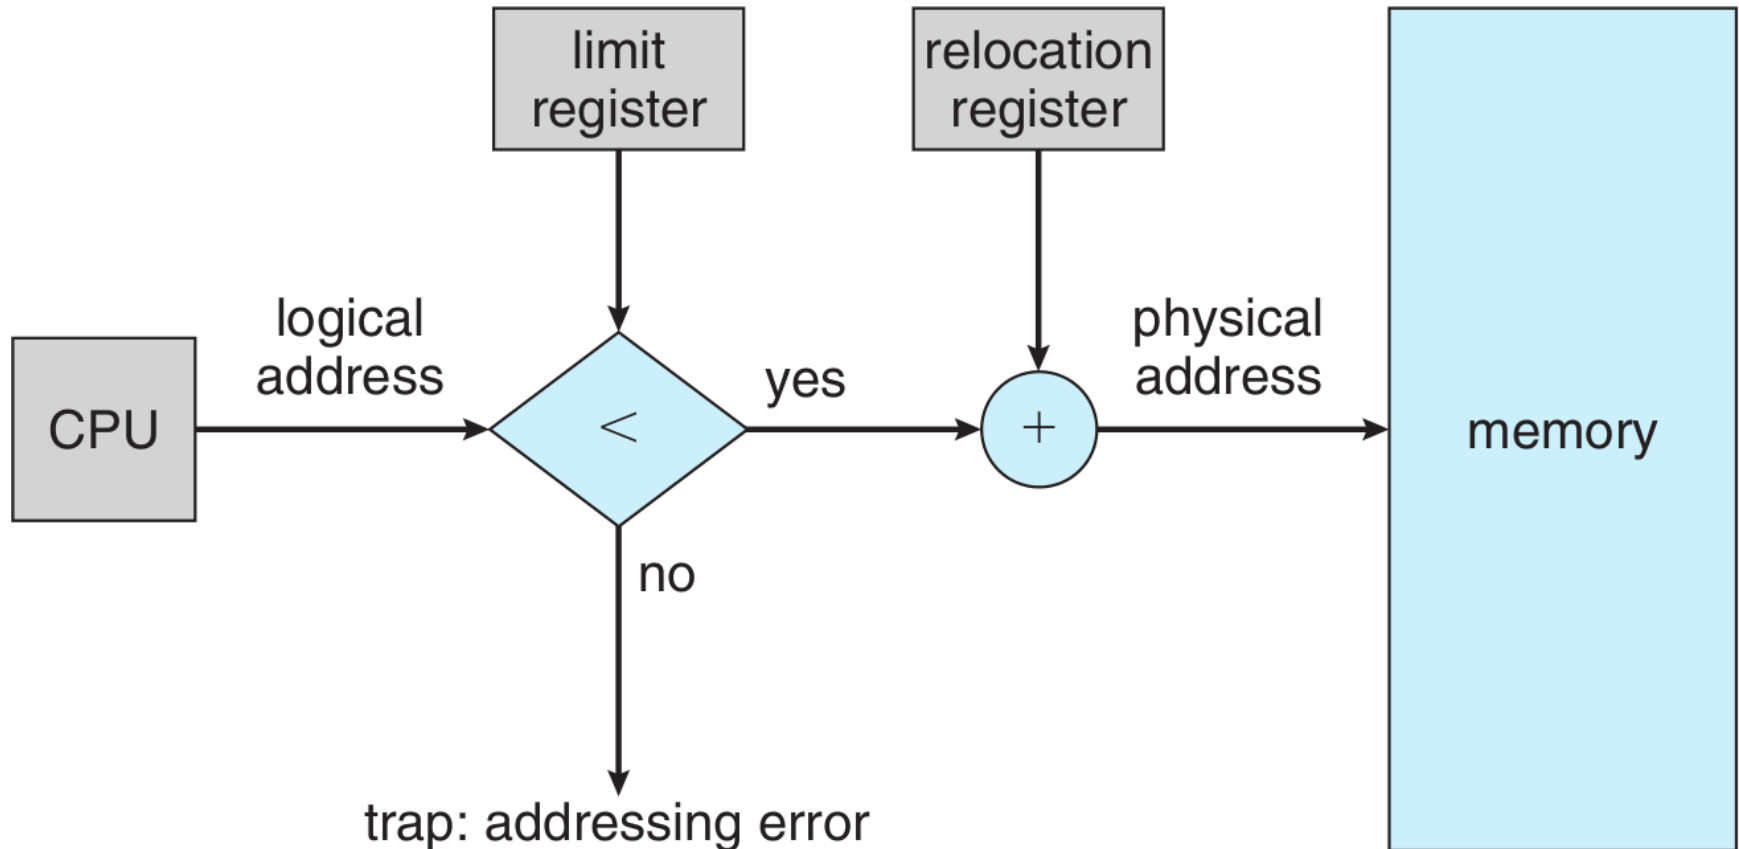 limit
register
relocation
register
logical
address
physical
address
CPU
<
yes
+
memory
no
trap: addressing error